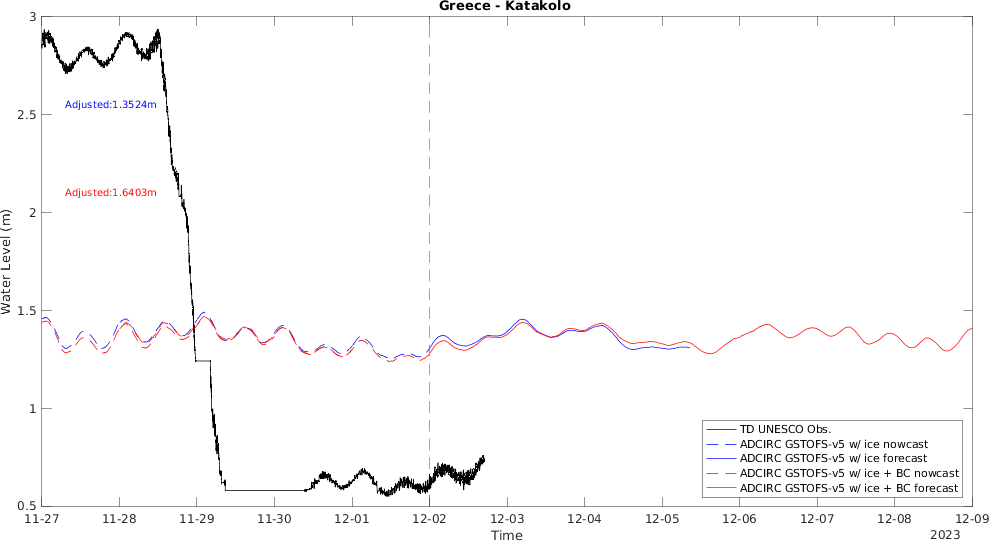 Greece - Katakolo
3
2.5
2
1.5
1
0.5
Water Level (m)
Adjusted:1.3524m
Adjusted:1.6403m
TD UNESCO Obs.
ADCIRC GSTOFS-v5 w/ ice nowcast
ADCIRC GSTOFS-v5 w/ ice forecast
ADCIRC GSTOFS-v5 w/ ice + BC nowcast
ADCIRC GSTOFS-v5 w/ ice + BC forecast
11-27 11-28 11-29 11-30 12-01 12-02 12-03 12-04 12-05 12-06 12-07 12-08 12-09
Time
2023